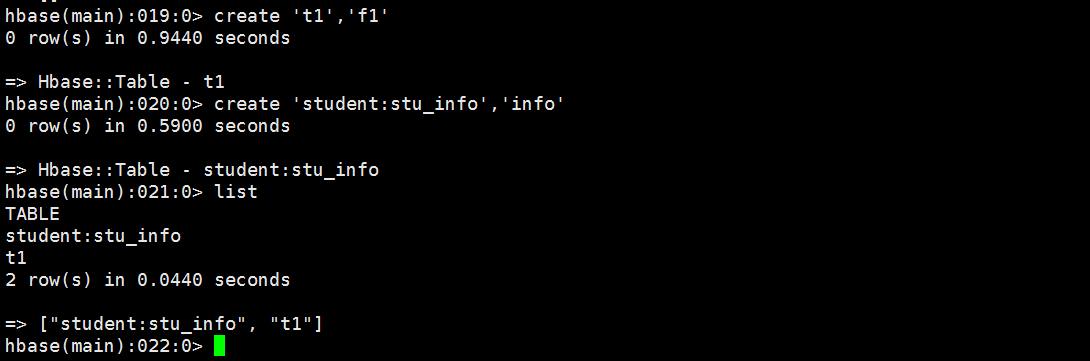 hbase(main):019:0> create 't1','f1'
0 row(s) in 0.9440 seconds
=> Hbase::Table - t1
hbase(main):020:0> create 'student:stu_info','info'
0 row(s) in 0.5900 seconds
=> Hbase::Table - student:stu_info
hbase(main):021:0> list
TABLE
student:stu_info
t1
2 row(s) in 0.0440 seconds
=> ["student:stu_info", "t1"]
hbase(main):022:0>